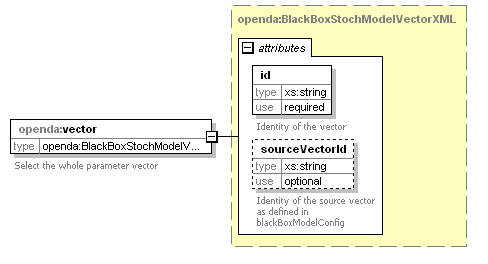 openda:BlackBoxStochModelVectorXML
attributes
id
type xs:string
use required
Identity of the vector
openda:vector
type openda:BlackBoxStochModelV...
Select the whole parameter vector
sourceVectorId
type xs:string
use optional
Identity of the source vector
as defined in
blackBoxModelConfig